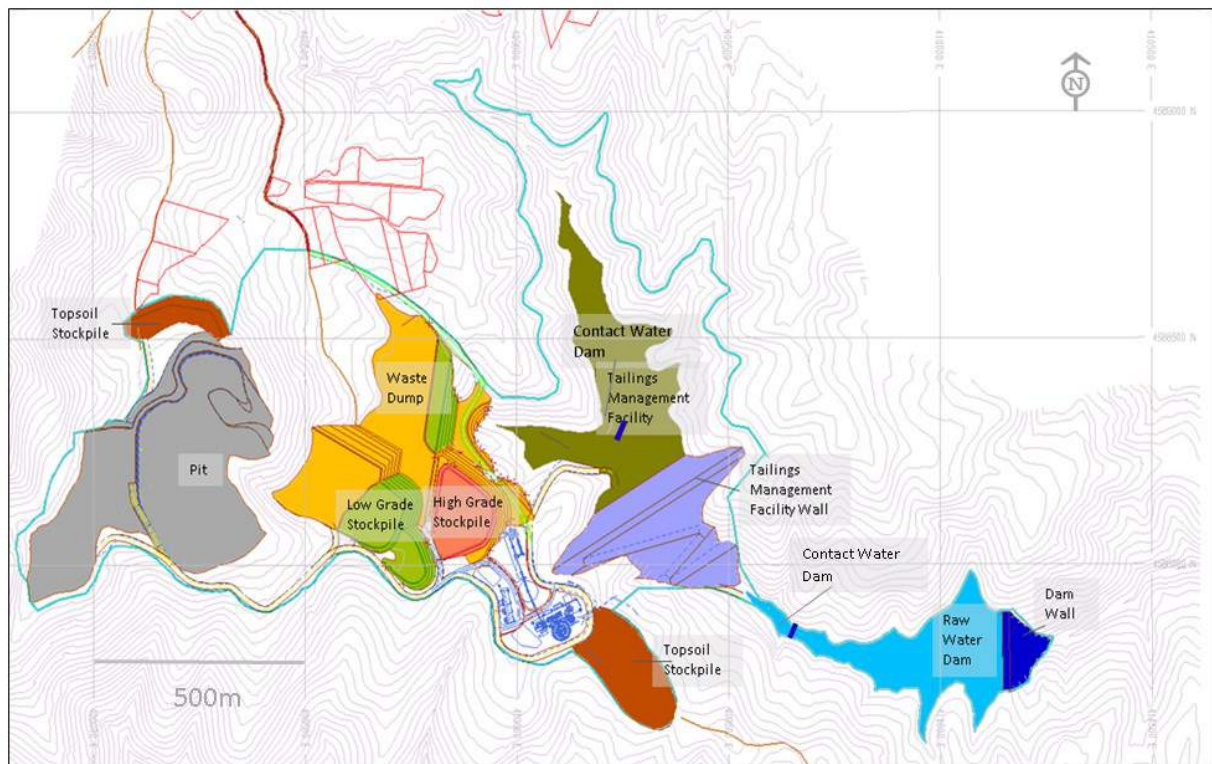 N
4589000 N
Topsoil
Stockpile
Contact Water
Dam
Waste
Dump
Tailings
Management
Facility
Pit
Tailings
Management
Facility Wall
Low Grade
Stockpile
High Grade
Stockpile
Contact Water
Dam
Dam
Wall
Raw
Water
Dam
Topsoil
Stockpile
500m